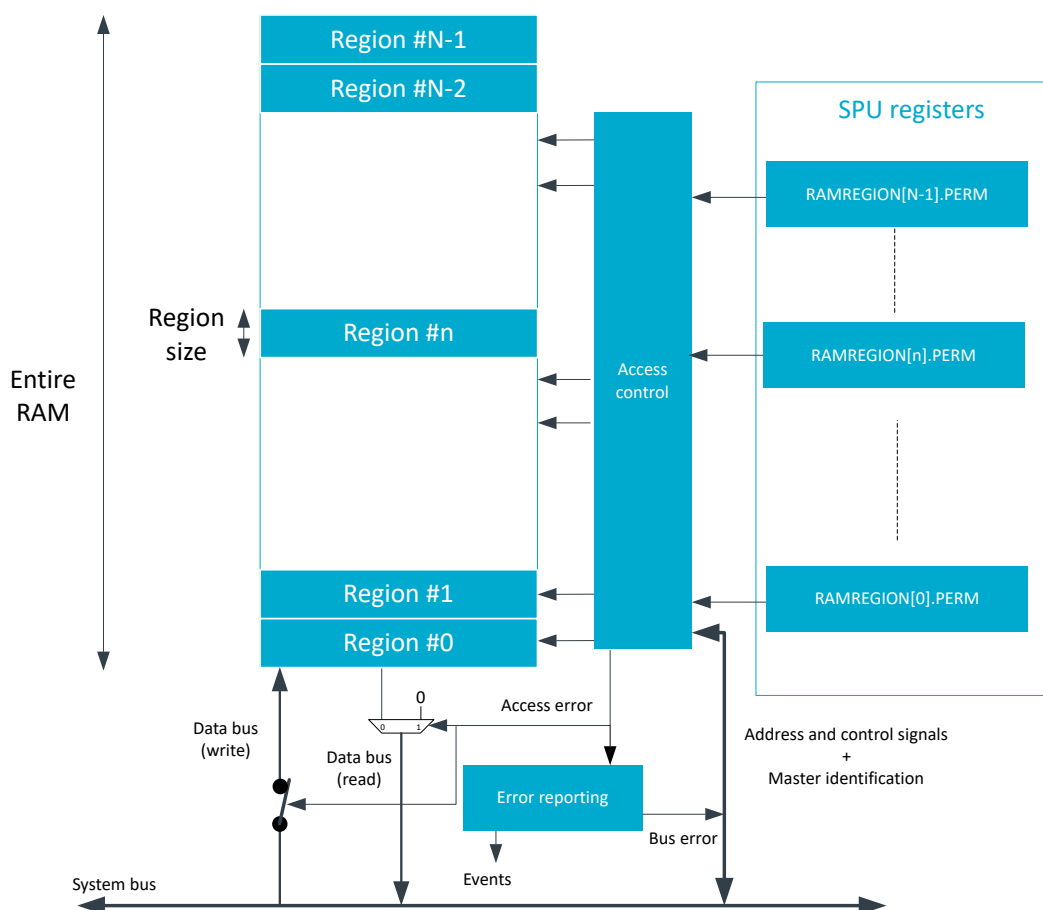 Region #N-1
Region #N-2
SPU registers
RAMREGION[N-1].PERM
Region
size
Region #n
RAMREGION[n].PERM
Entire
RAM
Access
control
Region #1
RAMREGION[0].PERM
Region #0
0
Access error
0
1
Data bus
(write)
Data bus
(read)
Address and control signals
+
Master identification
Error reporting
Bus error
Events
System bus